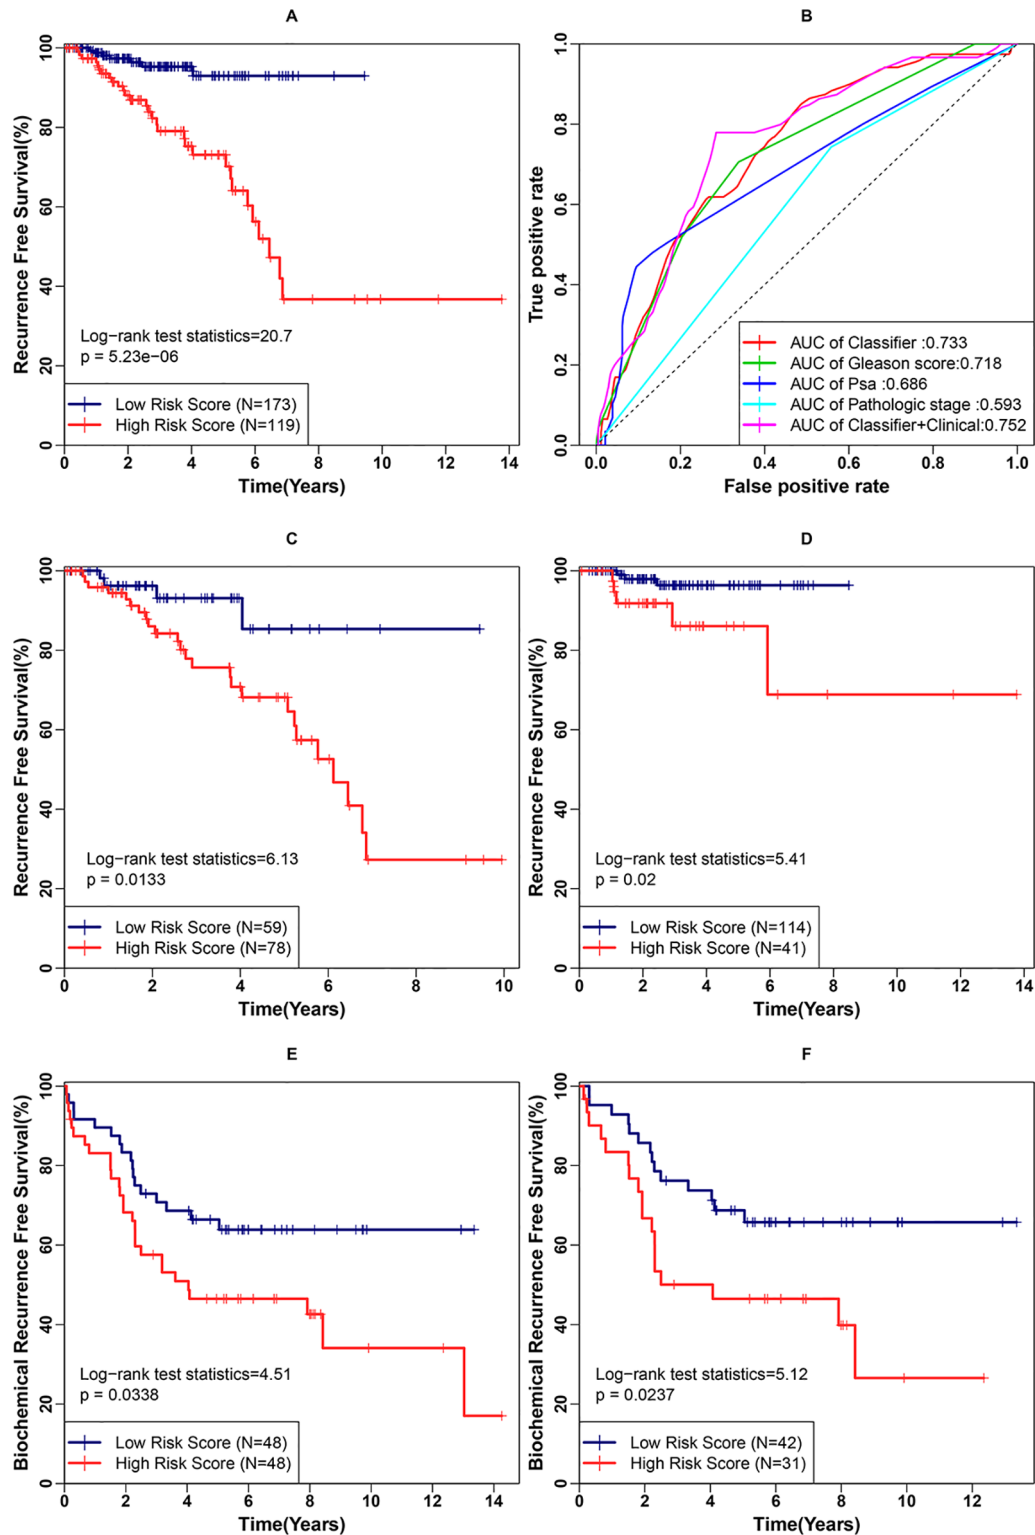 A
Recurrence Free Survival(%)
0 20 40 60 80 100
Log−rank test statistics=20.7
p = 5.23e−06
Low Risk Score (N=173)
High Risk Score (N=119)
0 2 4 6 8 10 12 14
Time(Years)
B
True positive rate
0.0 0.2 0.4 0.6 0.8 1.0
AUC of Classifier :0.733
AUC of Gleason score:0.718
AUC of Psa :0.686
AUC of Pathologic stage :0.593
AUC of Classifier+Clinical:0.752
0.0 0.2 0.4 0.6 0.8 1.0
False positive rate
C
Recurrence Free Survival(%)
0 20 40 60 80 100
Log−rank test statistics=6.13
p = 0.0133
Low Risk Score (N=59)
High Risk Score (N=78)
0 2 4 6 8 10
Time(Years)
D
Recurrence Free Survival(%)
0 20 40 60 80 100
Log−rank test statistics=5.41
p = 0.02
Low Risk Score (N=114)
High Risk Score (N=41)
0 2 4 6 8 10 12 14
Time(Years)
E
Biochemical Recurrence Free Survival(%)
0 20 40 60 80 100
Log−rank test statistics=4.51
p = 0.0338
Low Risk Score (N=48)
High Risk Score (N=48)
0 2 4 6 8 10 12 14
Time(Years)
F
Biochemical Recurrence Free Survival(%)
0 20 40 60 80 100
Log−rank test statistics=5.12
p = 0.0237
Low Risk Score (N=42)
High Risk Score (N=31)
0 2 4 6 8 10 12
Time(Years)